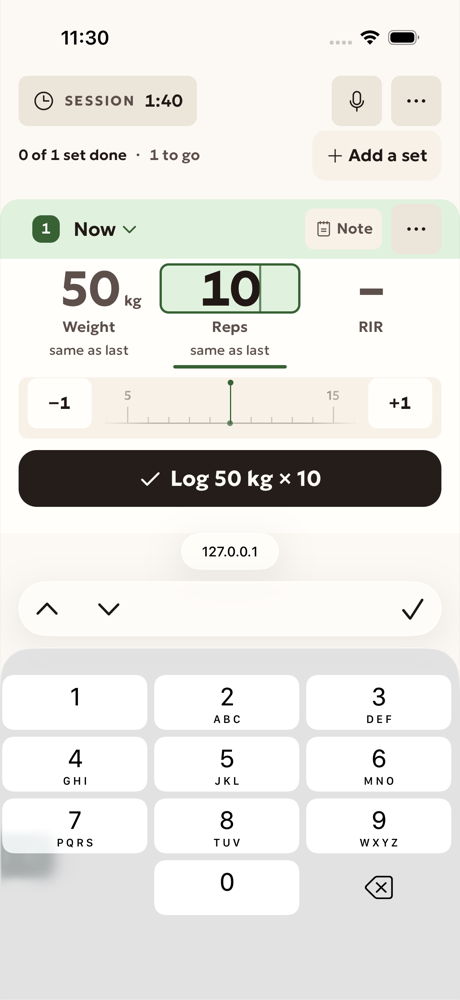 11:30
SESSION 1:40
0 of 1 set done · 1 to go
+ Add a set
1 Now
Note
50 kg
10
–
Weight
Reps
RIR
same as last
same as last
−1
5
15
+1
Log 50 kg × 10
127.0.0.1
1
2 ABC
3 DEF
4 GHI
5 JKL
6 MNO
7 PQRS
8 TUV
9 WXYZ
0